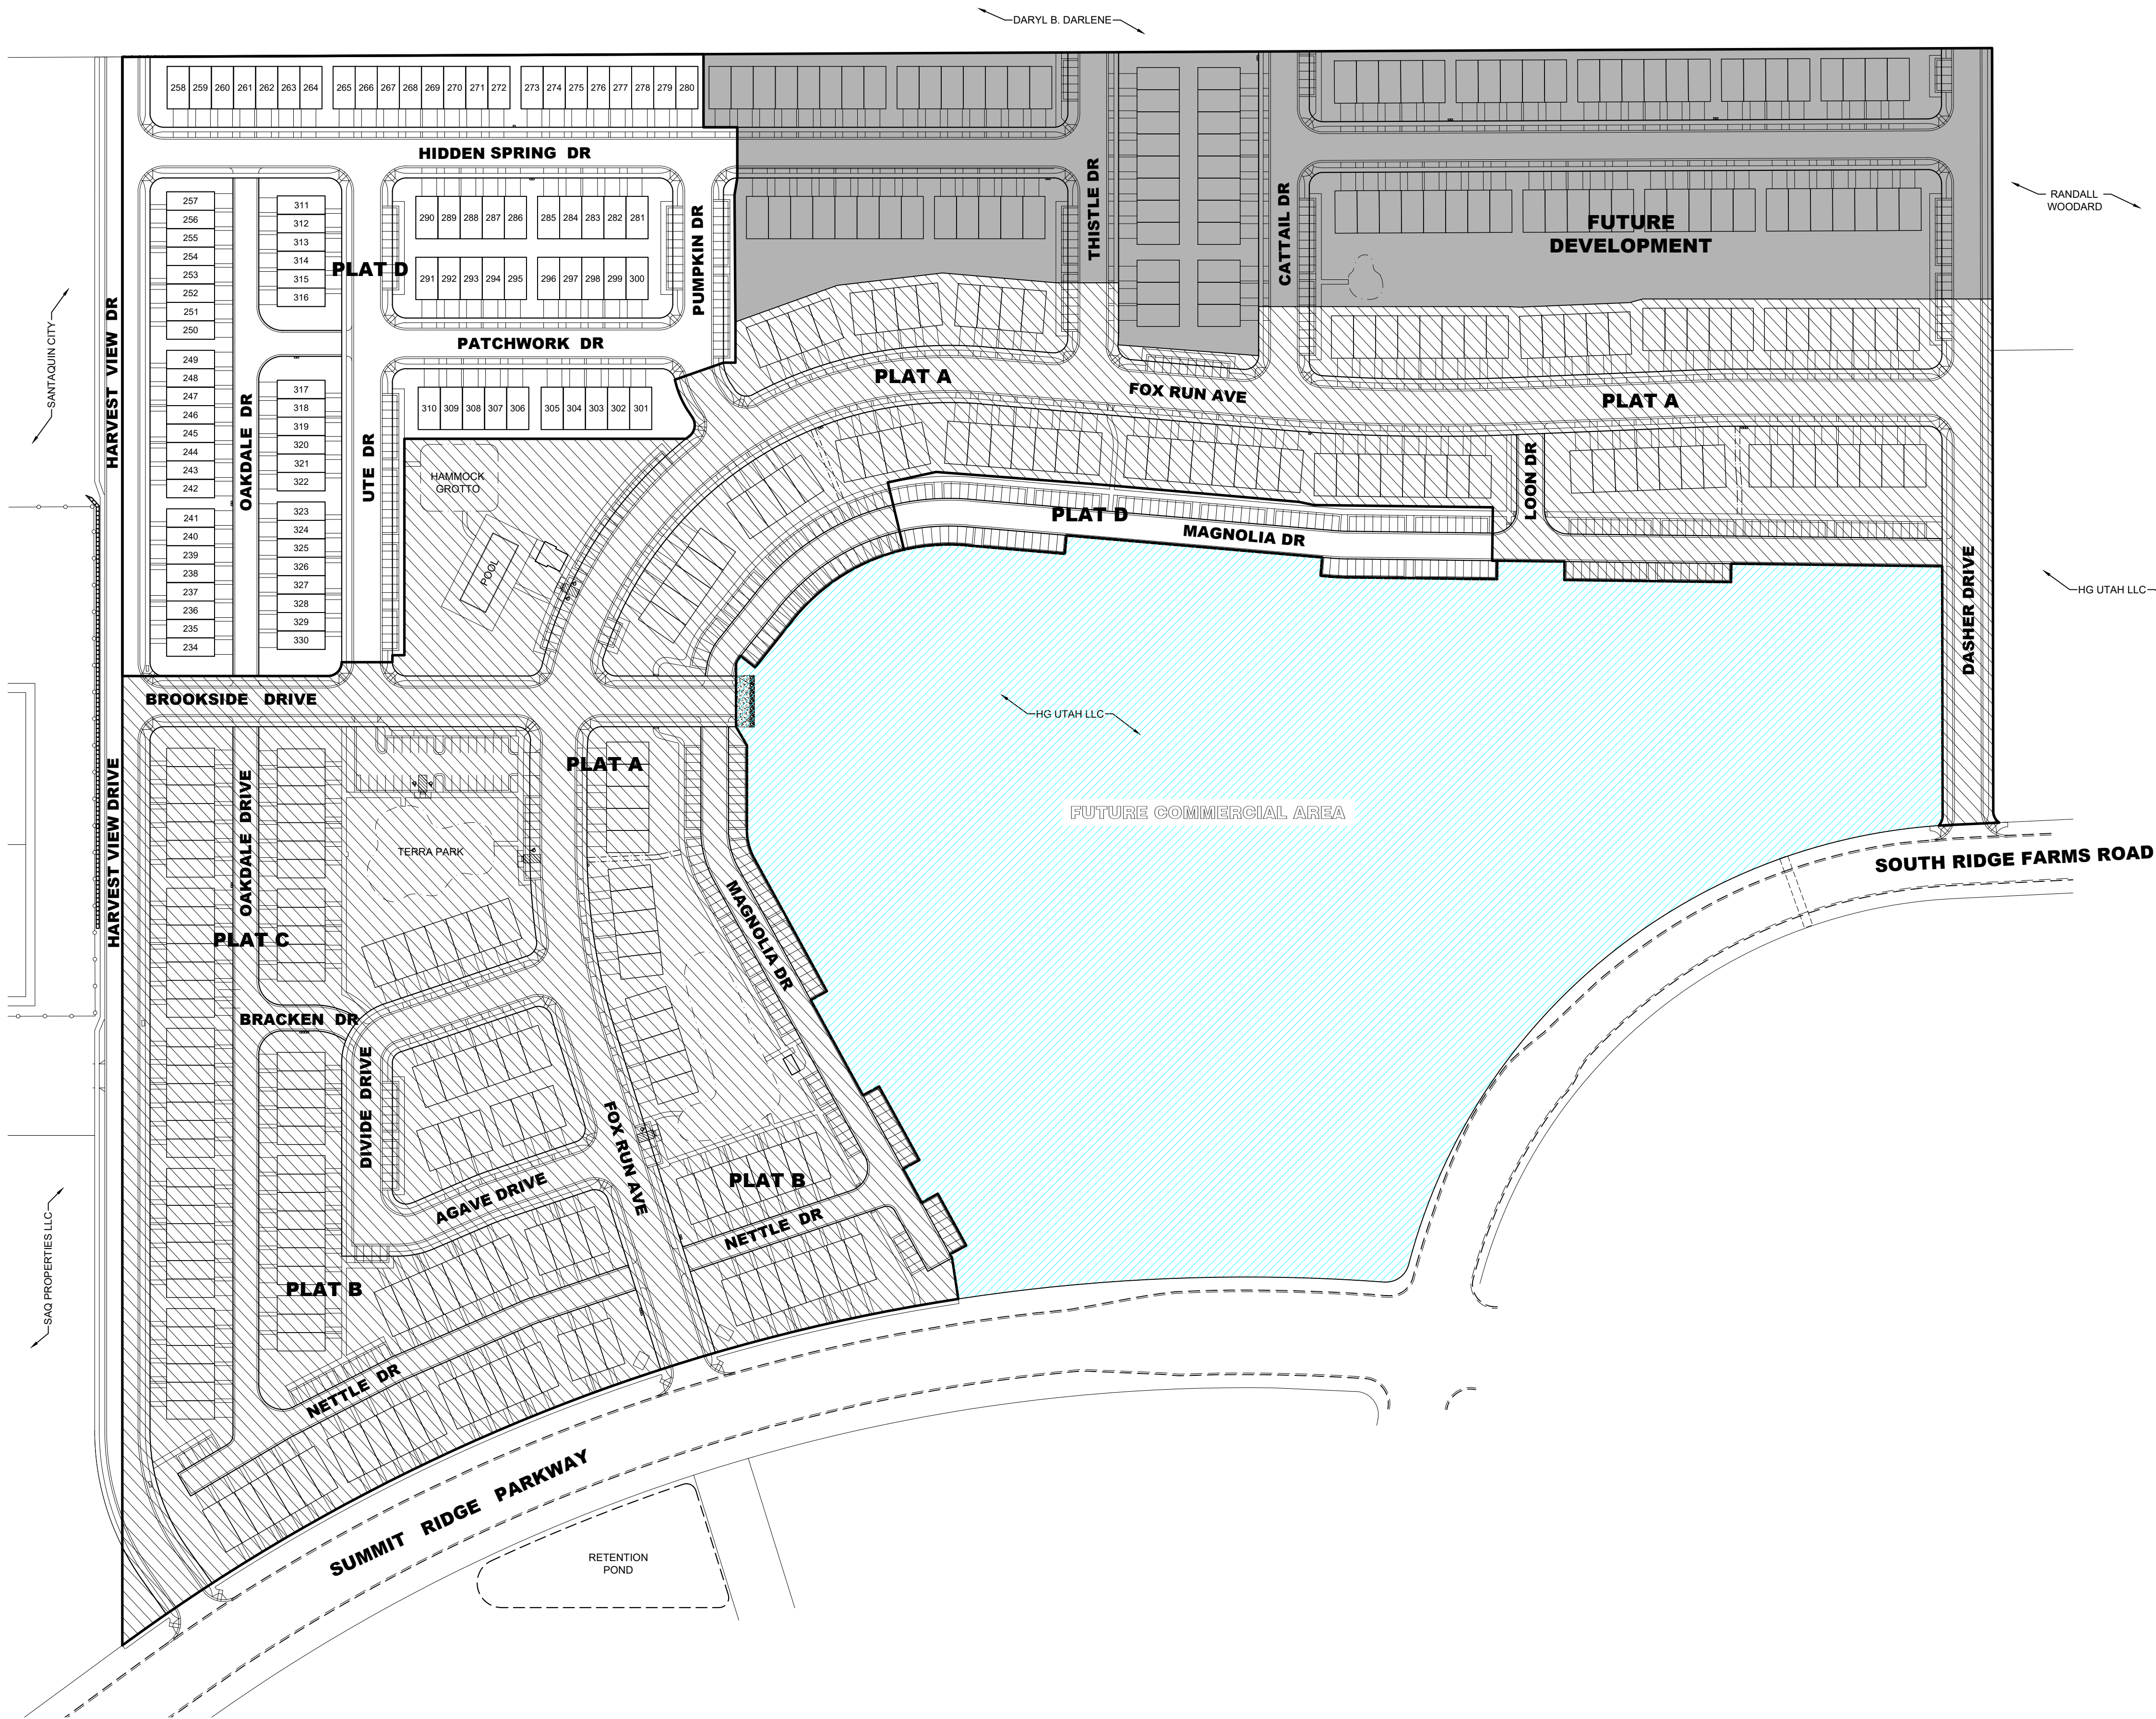 DARYL B. DARLENE
258 259 260 261 262 263 264 265 266 267 268 269 270 271 272 273 274 275 276 277 278 279 280
HIDDEN SPRING DR
RANDALL
WOODARD
257
256
255
254
253
252
251
250
249
248
247
246
245
244
243
242
241
240
239
238
237
236
235
234
311
312
313
314
315
316
317
318
319
320
321
322
323
324
325
326
327
328
329
330
290 289 288 287 286 285 284 283 282 281
PLAT D
291 292 293 294 295 296 297 298 299 300
PUMPKIN DR
THISTLE DR
CATTAIL DR
FUTURE
DEVELOPMENT
SANTAQUIN CITY
HARVEST VIEW DR
OAKDALE DR
UTE DR
PATCHWORK DR
310 309 308 307 306 305 304 303 302 301
PLAT A
FOX RUN AVE
PLAT A
HAMMOCK
GROTTO
POOL
PLAT D
MAGNOLIA DR
LOON DR
DASHER DRIVE
HG UTAH LLC
BROOKSIDE DRIVE
HG UTAH LLC
PLAT A
HARVEST VIEW DRIVE
OAKDALE DRIVE
TERRA PARK
FUTURE COMMERCIAL AREA
SOUTH RIDGE FARMS ROAD
PLAT C
MAGNOLIA DR
BRACKEN DR
DIVIDE DRIVE
FOX RUN AVE
AGAVE DRIVE
PLAT B
NETTLE DR
SAQ PROPERTIES LLC
PLAT B
NETTLE DR
SUMMIT RIDGE PARKWAY
RETENTION
POND